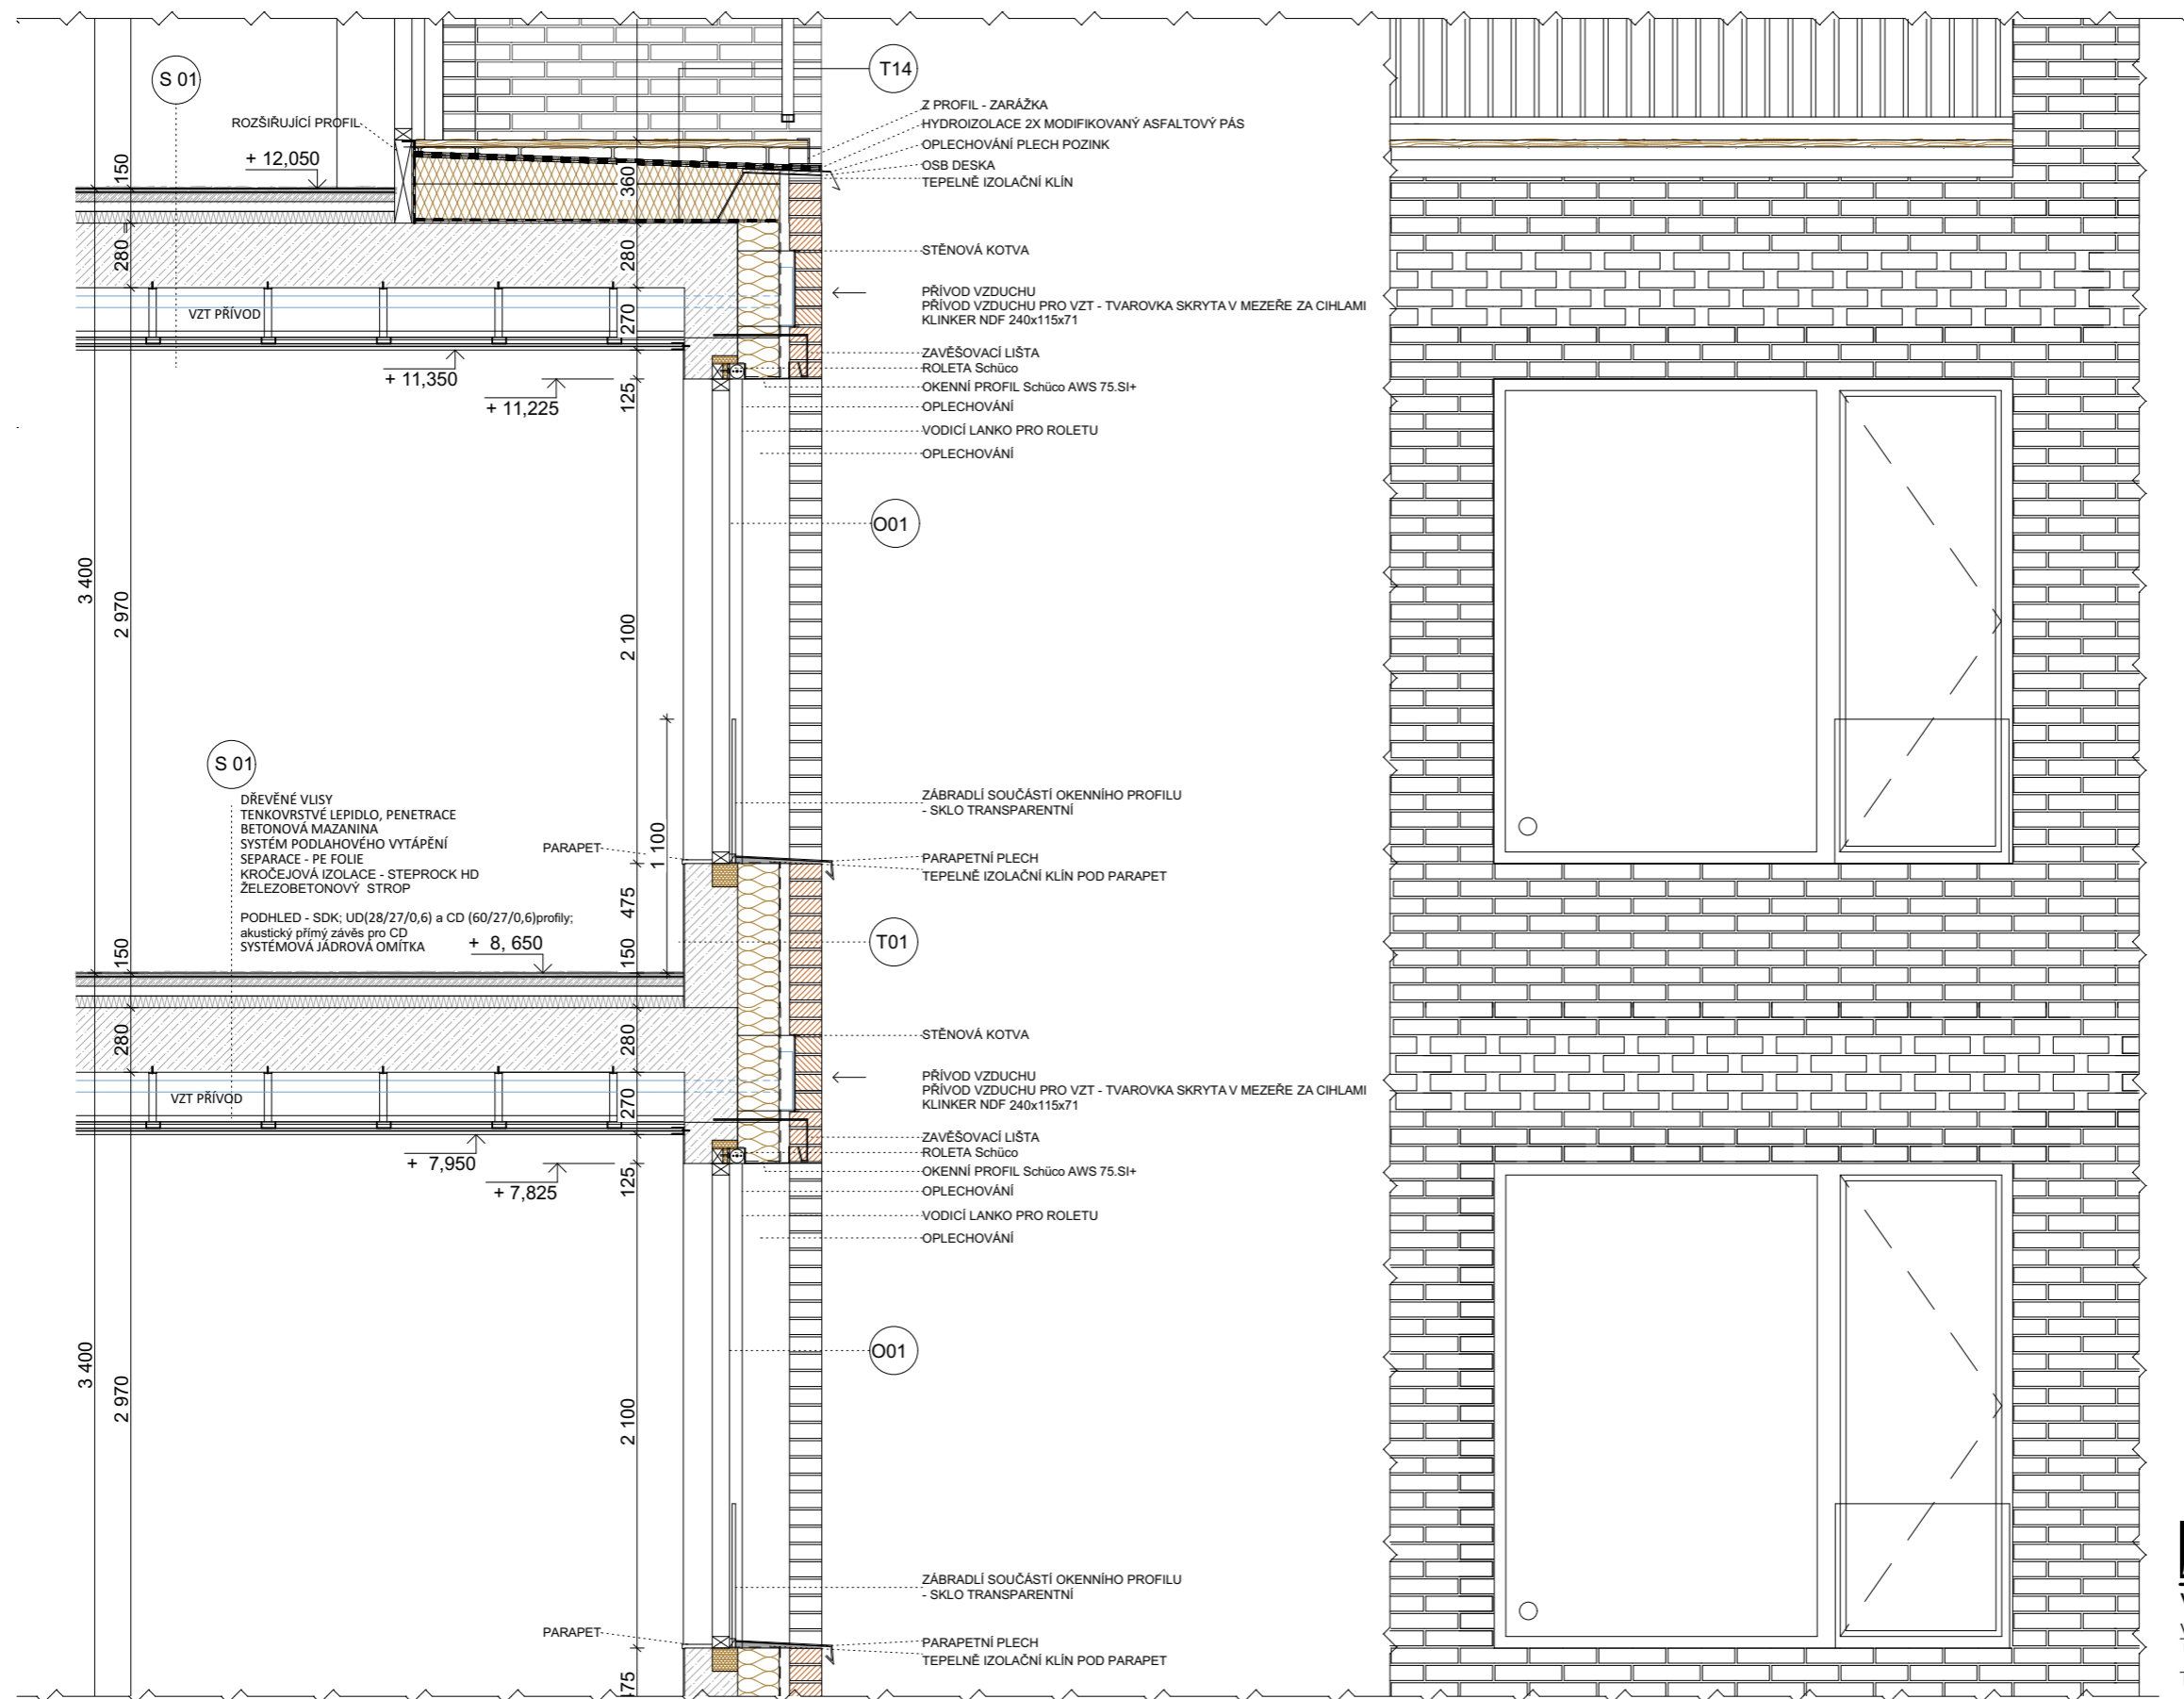 S 01
T14
ROZŠIŘUJÍCÍ PROFIL
+ 12,050
150
280
360
280
270
125
Z PROFIL - ZARÁŽKA
HYDROIZOLACE 2X MODIFIKOVANÝ ASFALTOVÝ PÁS
OPLECHOVÁNÍ PLECH POZINK
OSB DESKA
TEPELNĚ IZOLAČNÍ KLÍN
STĚNOVÁ KOTVA
PŘÍVOD VZDUCHU
PŘÍVOD VZDUCHU PRO VZT - TVAROVKA SKRYTA V MEZEŘE ZA CIHLAMI
KLINKER NDF 240x115x71
VZT PŘÍVOD
ZAVĚŠOVACÍ LIŠTA
ROLETA Schüco
OKENNÍ PROFIL Schüco AWS 75.SI+
OPLECHOVÁNÍ
VODICÍ LANKO PRO ROLETU
OPLECHOVÁNÍ
+ 11,350
+ 11,225
O01
3 400
2 970
2 100
1 100
S 01
DŘEVĚNÉ VLISY
TENKOVRSTVÉ LEPIDLO, PENETRACE
BETONOVÁ MAZANINA
SYSTÉM PODLAHOVÉHO VYTÁPĚNÍ
SEPARACE - PE FOLIE
KROČEJOVÁ IZOLACE - STEPROCK HD
ŽELEZOBETONOVÝ STROP
PODHLED - SDK; UD(28/27/0,6) a CD (60/27/0,6)profily;
akustický přímý závěs pro CD
SYSTÉMOVÁ JÁDROVÁ OMÍTKA
+ 8, 650
PARAPET
ZÁBRADLÍ SOUČÁSTÍ OKENNÍHO PROFILU
- SKLO TRANSPARENTNÍ
PARAPETNÍ PLECH
TEPELNĚ IZOLAČNÍ KLÍN POD PARAPET
T01
475
150
150
280
280
270
125
STĚNOVÁ KOTVA
PŘÍVOD VZDUCHU
PŘÍVOD VZDUCHU PRO VZT - TVAROVKA SKRYTA V MEZEŘE ZA CIHLAMI
KLINKER NDF 240x115x71
VZT PŘÍVOD
ZAVĚŠOVACÍ LIŠTA
ROLETA Schüco
OKENNÍ PROFIL Schüco AWS 75.SI+
OPLECHOVÁNÍ
VODICÍ LANKO PRO ROLETU
OPLECHOVÁNÍ
+ 7,950
+ 7,825
O01
3 400
2 970
2 100
ZÁBRADLÍ SOUČÁSTÍ OKENNÍHO PROFILU
- SKLO TRANSPARENTNÍ
PARAPET
PARAPETNÍ PLECH
TEPELNĚ IZOLAČNÍ KLÍN POD PARAPET